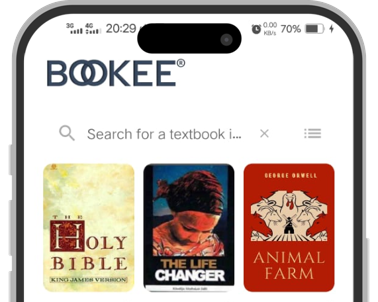 3G 4G 20:29 0.00 KB/s 70%
BOOKEE®
Search for a textbook i...
THE
HOLY
BIBLE
KING JAMES VERSION
THE LIFE
CHANGER
GEORGE ORWELL
ANIMAL
FARM